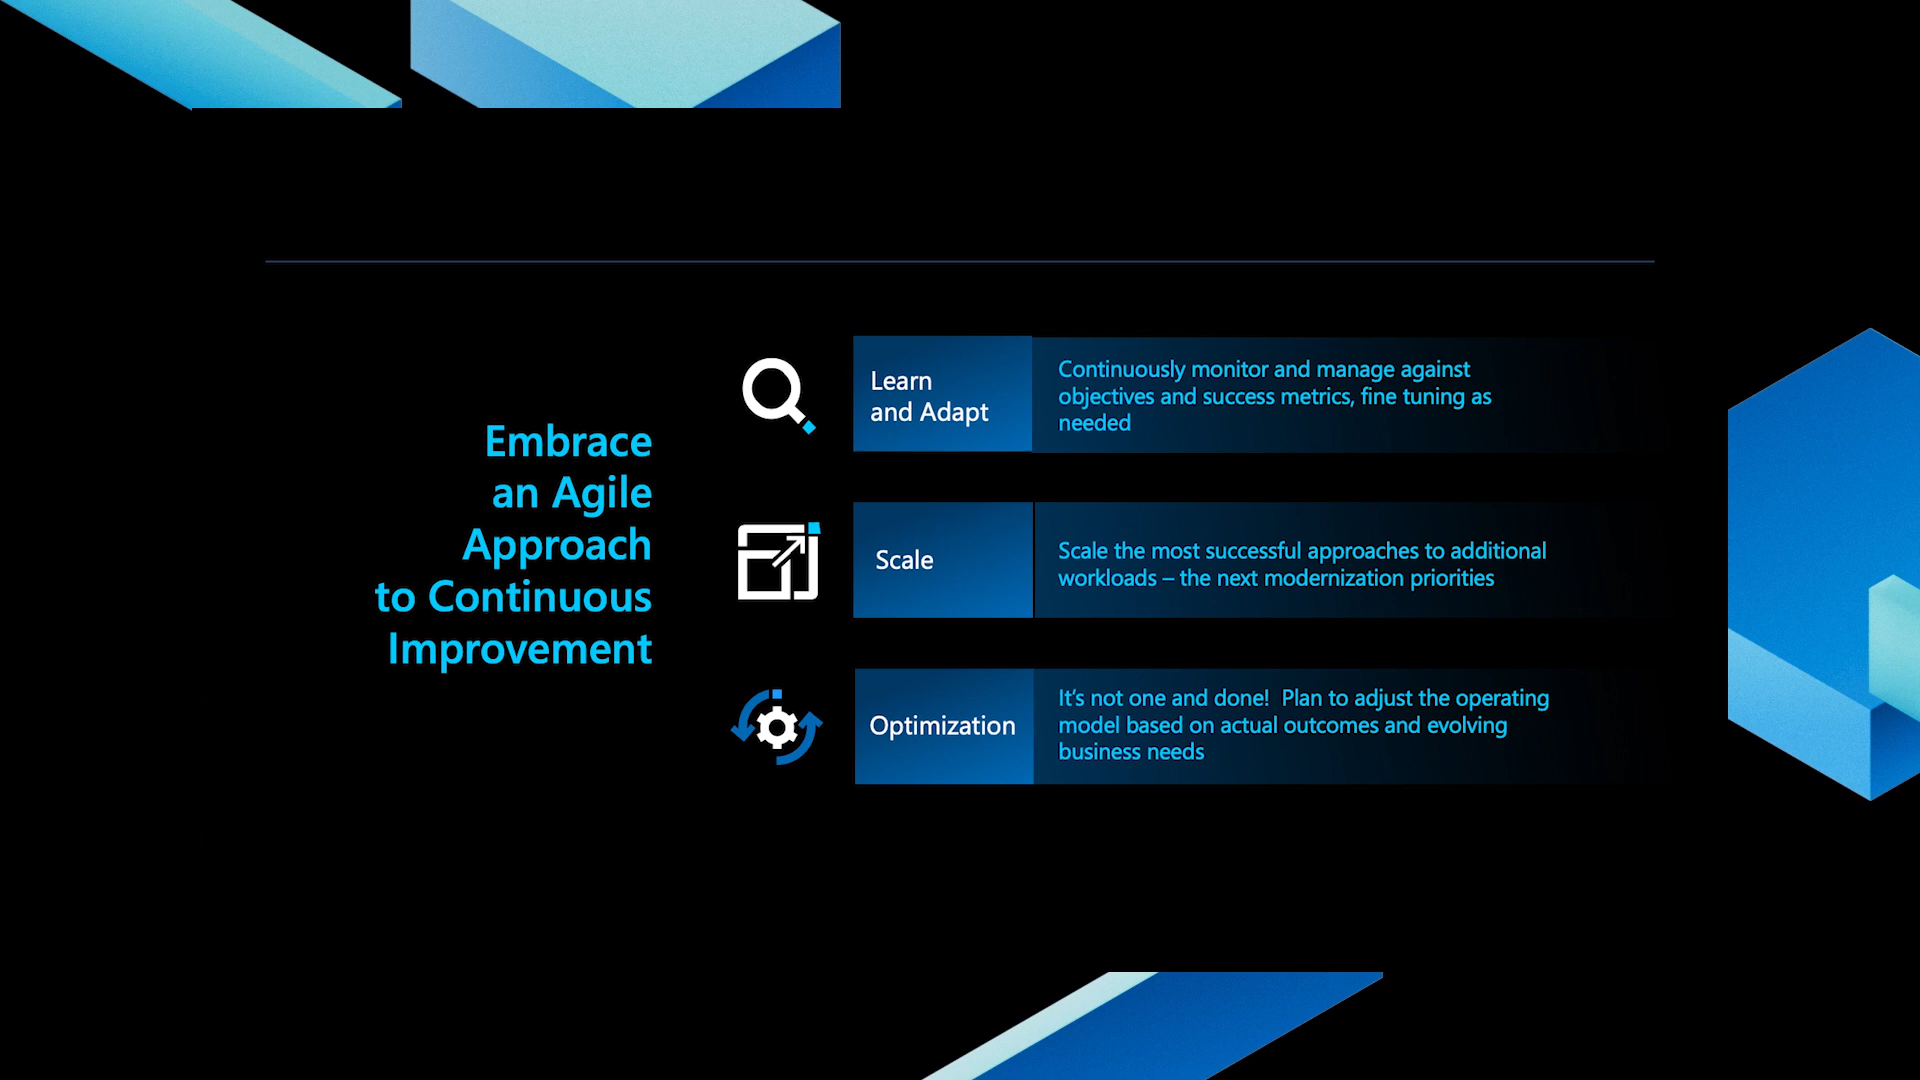 Embrace
an Agile
Approach
to Continuous
Improvement
Learn
and Adapt
Continuously monitor and manage against
objectives and success metrics, fine tuning as
needed
Scale
Scale the most successful approaches to additional
workloads – the next modernization priorities
Optimization
It’s not one and done!  Plan to adjust the operating
model based on actual outcomes and evolving
business needs